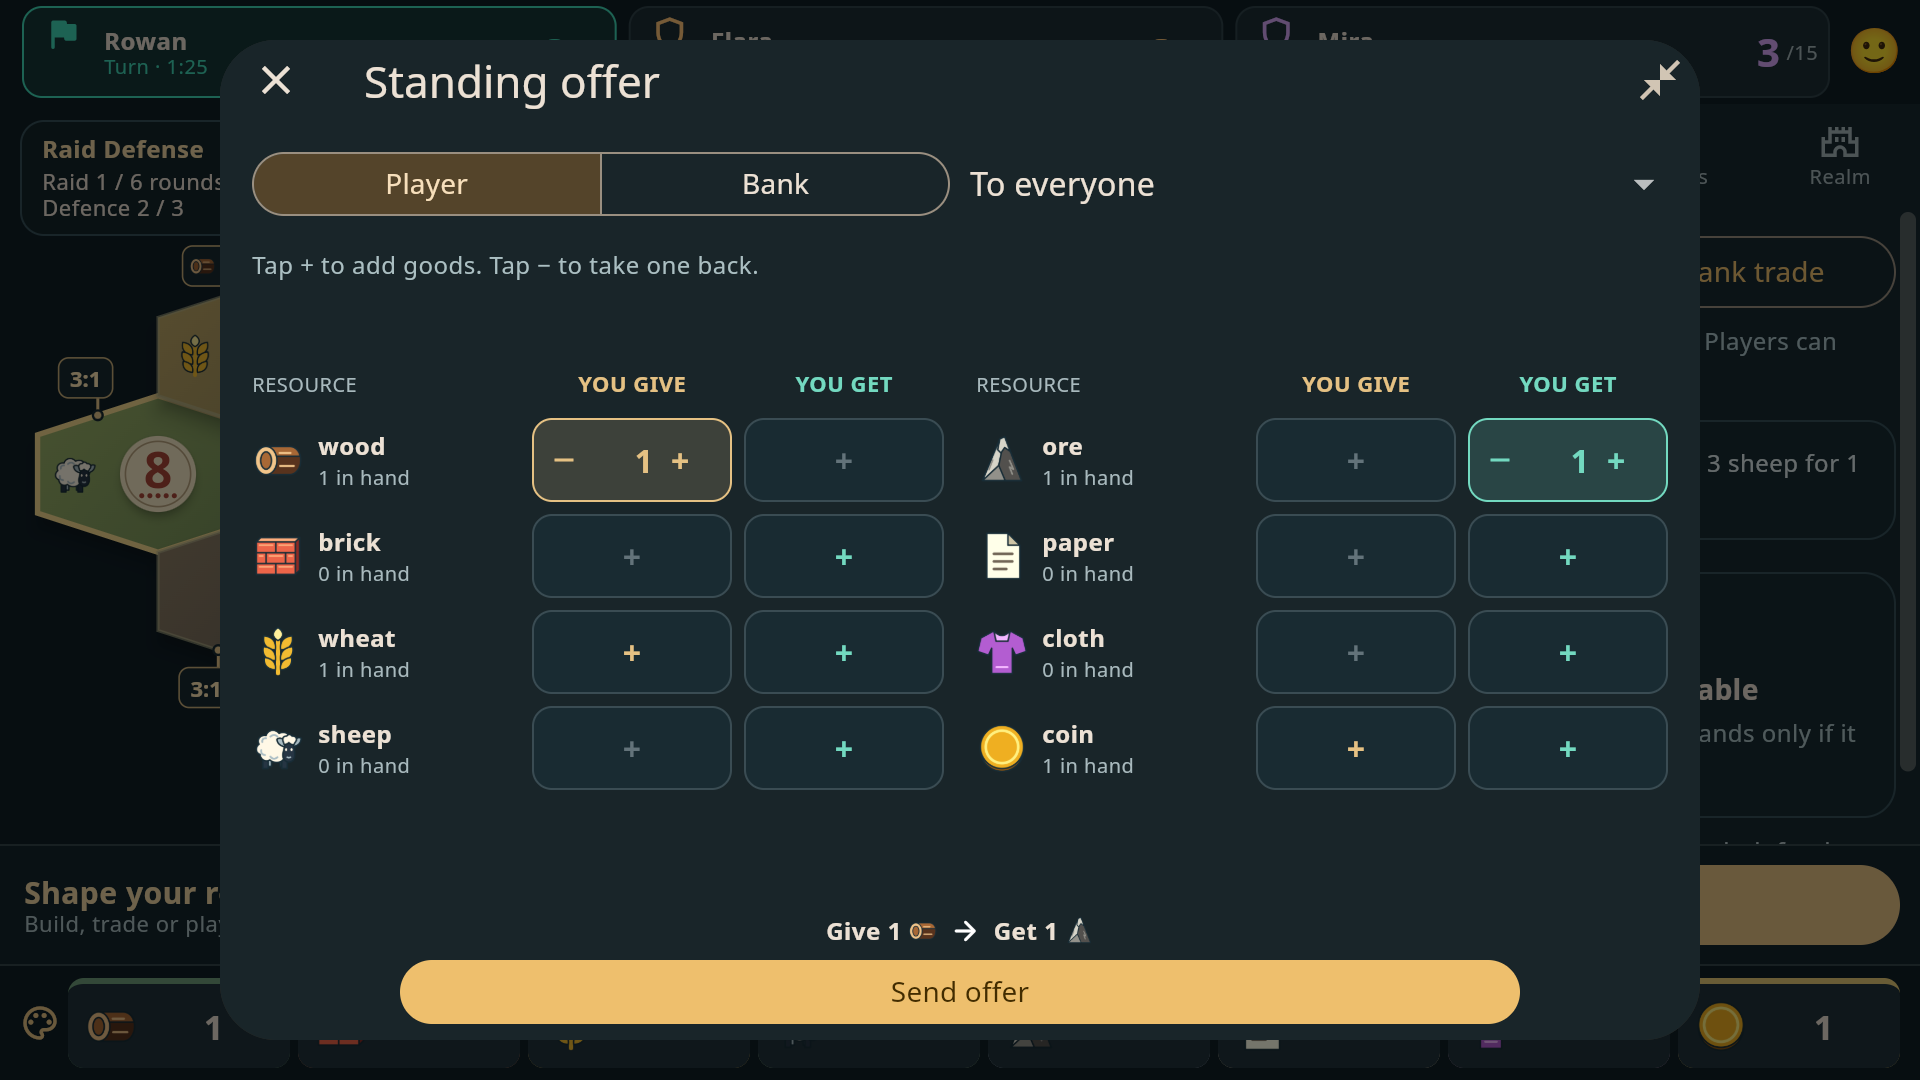 Rowan
Turn · 1:25
3 /15
Standing offer
Raid Defense
Raid 1 / 6 rounds
Defence 2 / 3
Realm
Player
Bank
To everyone
ank trade
Tap + to add goods. Tap − to take one back.
Players can
3:1
8
RESOURCE YOU GIVE YOU GET RESOURCE YOU GIVE YOU GET
wood
1 in hand
− 1 +
+
ore
1 in hand
+
− 1 +
3 sheep for 1
brick
0 in hand
+
+
paper
0 in hand
+
+
wheat
1 in hand
+
+
cloth
0 in hand
+
+
3:1
able
ands only if it
sheep
0 in hand
+
+
coin
1 in hand
+
+
Shape your r
Build, trade or play
Give 1 → Get 1
Send offer
1
1